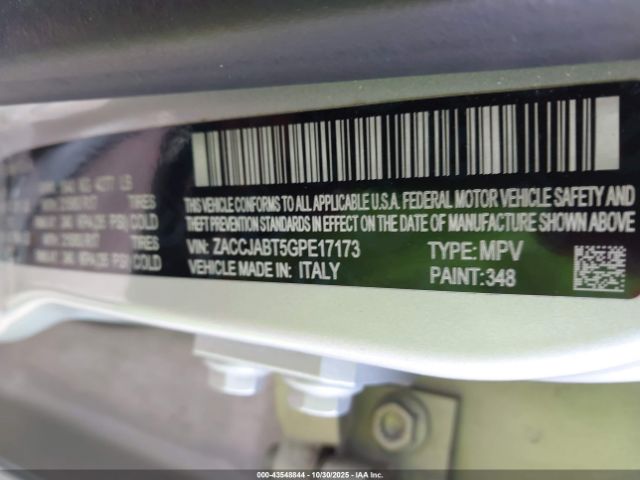 THIS VEHICLE CONFORMS TO ALL APPLICABLE U.S.A. FEDERAL MOTOR VEHICLE SAFETY AND
THEFT PREVENTION STANDARDS IN EFFECT ON THE DATE OF MANUFACTURE SHOWN ABOVE
VIN: ZACCJABT5GPE17173 TYPE: MPV
VEHICLE MADE IN: ITALY PAINT: 348
TIRES
COLD
TIRES
COLD
000-43548844 - 10/30/2025 - IAA Inc.